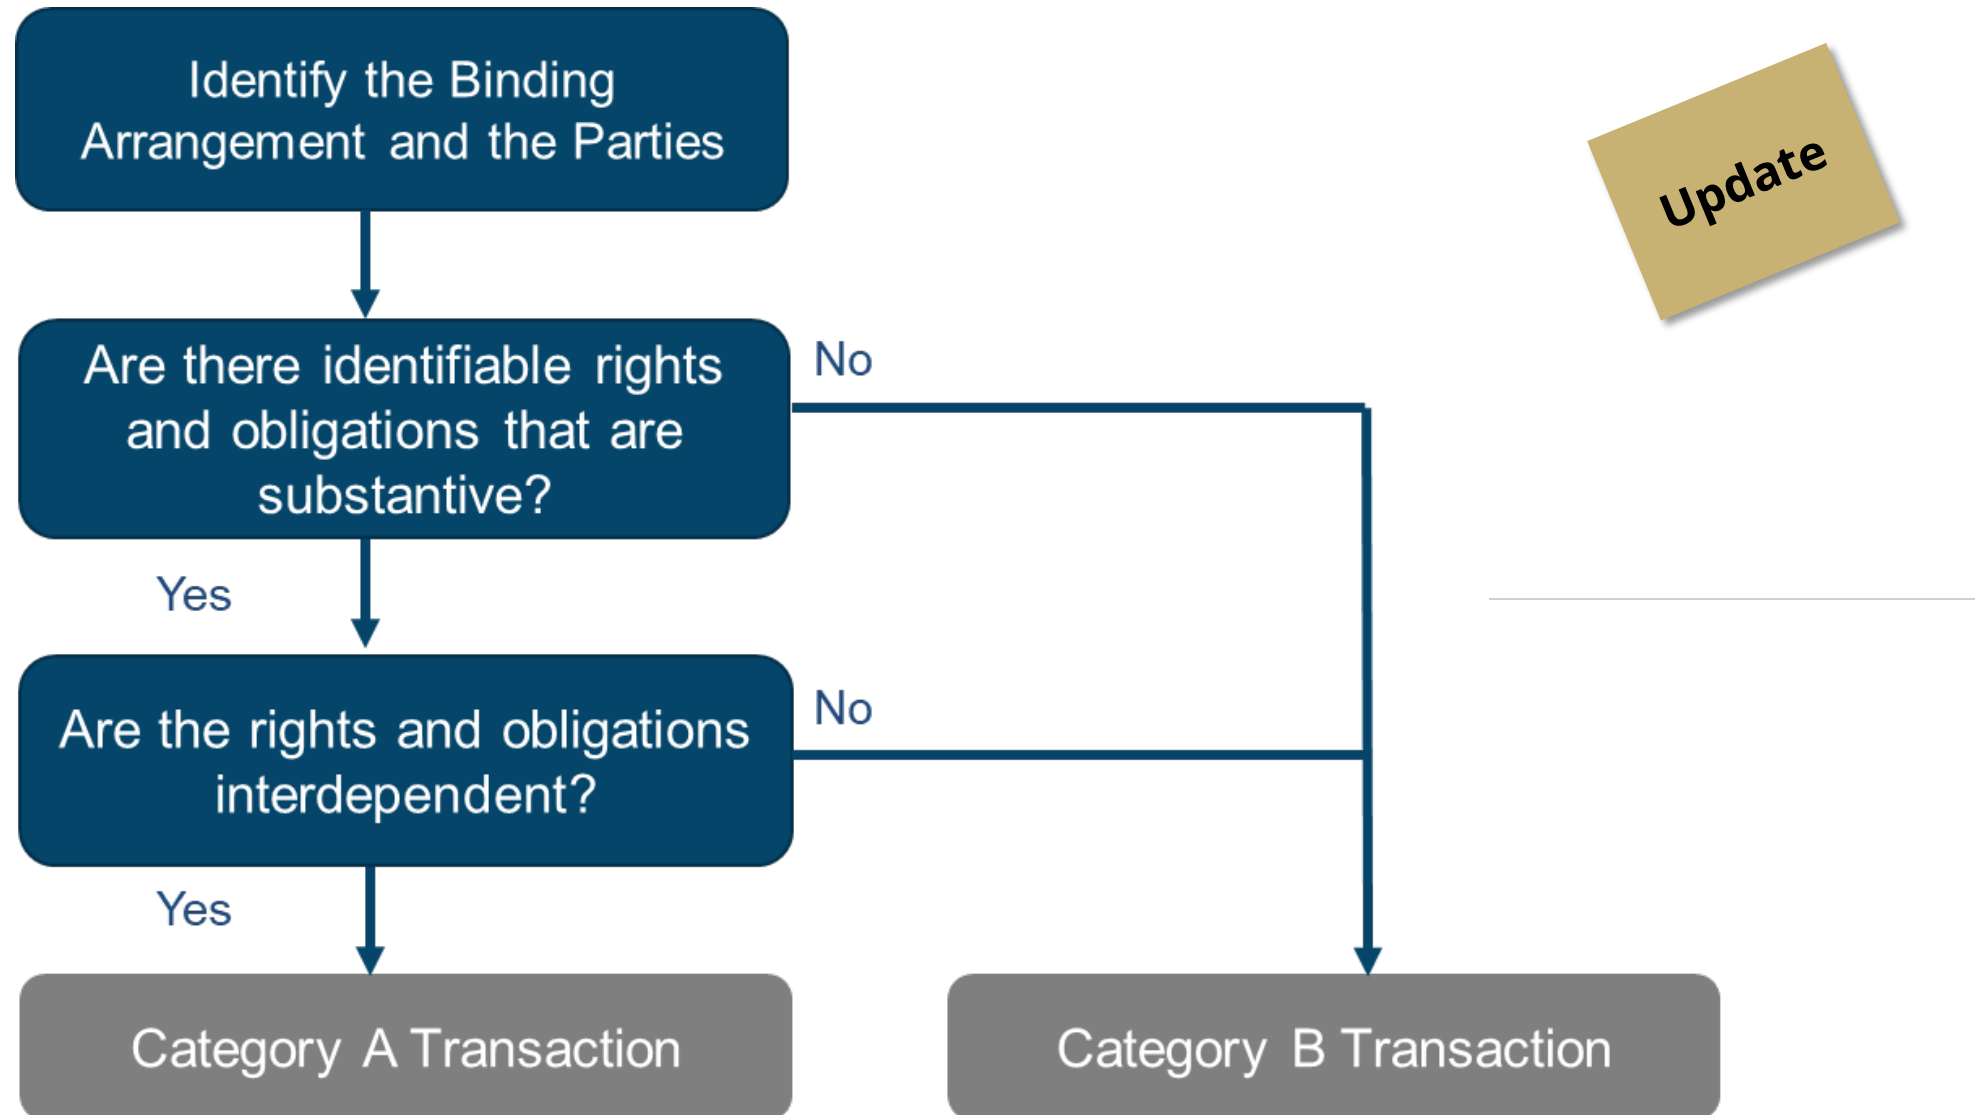 Identify the Binding
Arrangement and the Parties
Update
Are there identifiable rights
and obligations that are
substantive?
No
Yes
Are the rights and obligations
interdependent?
No
Yes
Category A Transaction
Category B Transaction